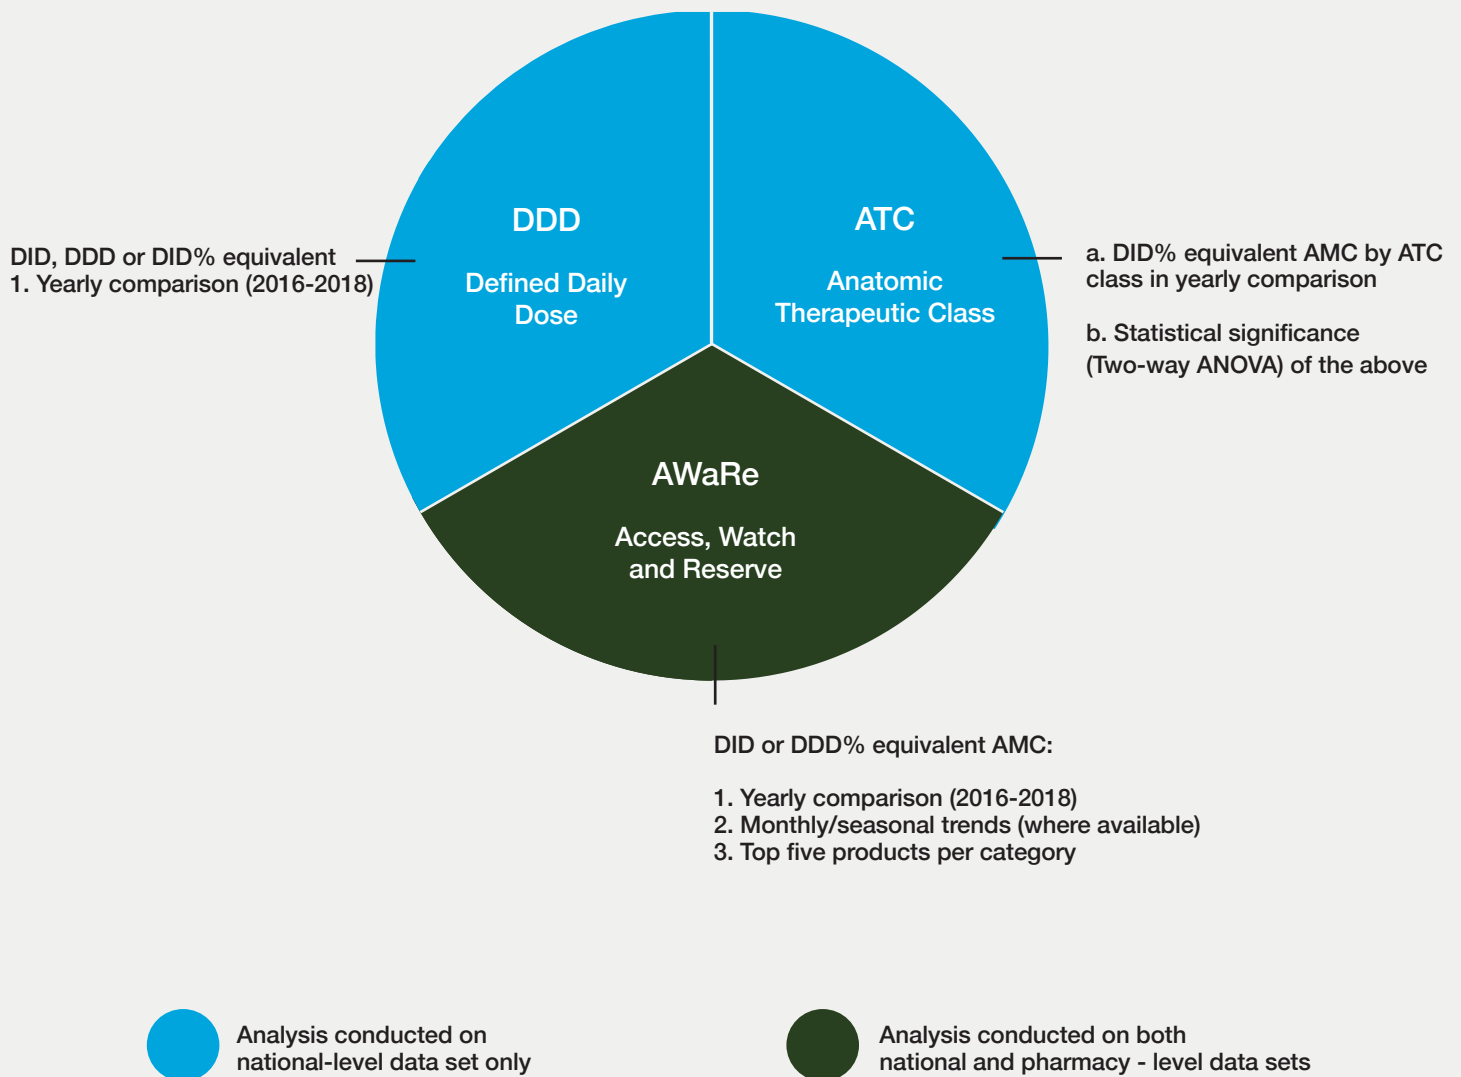 DDD
Defined Daily
Dose
ATC
Anatomic
Therapeutic Class
DID, DDD or DID% equivalent
1. Yearly comparison (2016-2018)
a. DID% equivalent AMC by ATC
class in yearly comparison
b. Statistical significance
(Two-way ANOVA) of the above
AWaRe
Access, Watch
and Reserve
DID or DDD% equivalent AMC:
1. Yearly comparison (2016-2018)
2. Monthly/seasonal trends (where available)
3. Top five products per category
Analysis conducted on
national-level data set only
Analysis conducted on both
national and pharmacy - level data sets